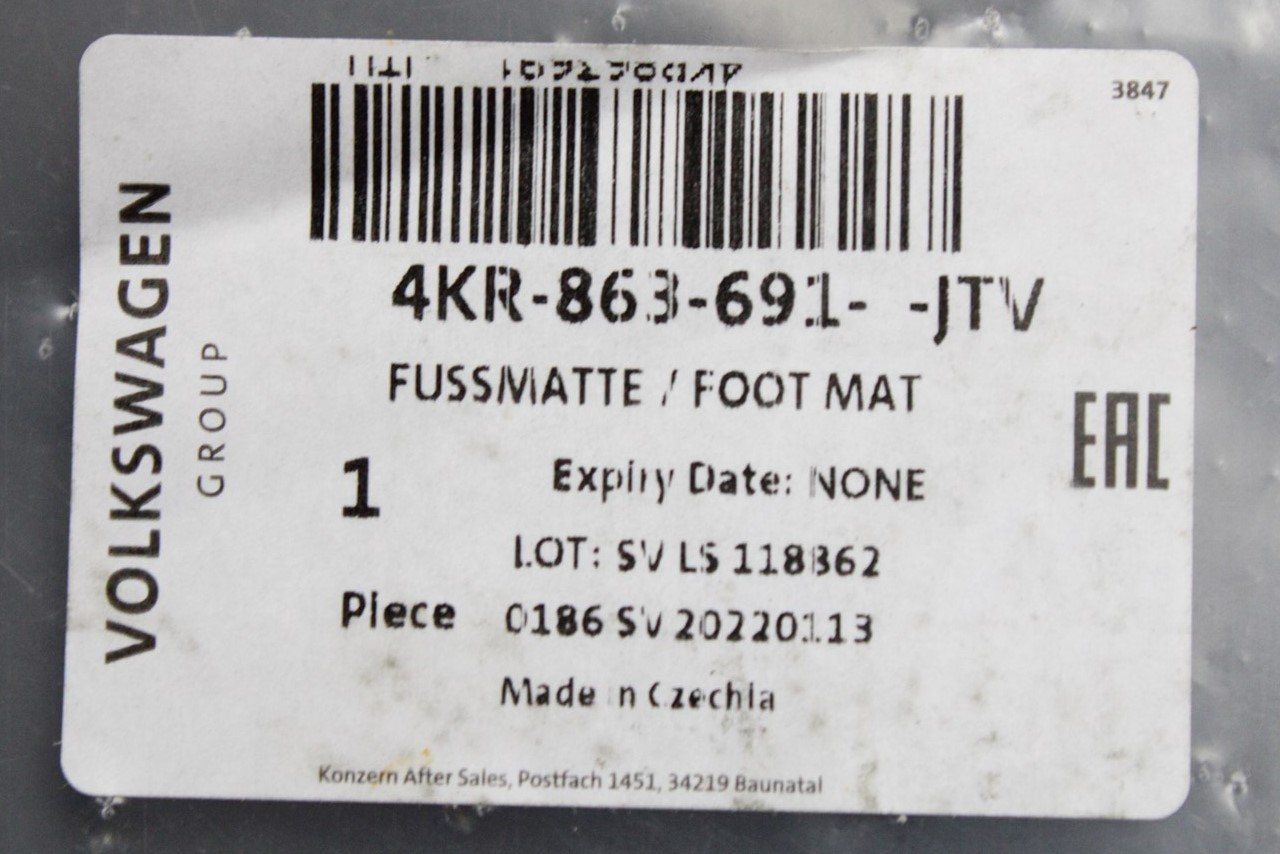 3847
VOLKSWAGEN
GROUP
4KR-863-691- -JTV
FUSSMATTE / FOOT MAT
EAC
1
Expiry Date: NONE
LOT: SV LS 118862
Piece
0186 SV 20220113
Made in Czechia
Konzern After Sales, Postfach 1451, 34219 Baunatal